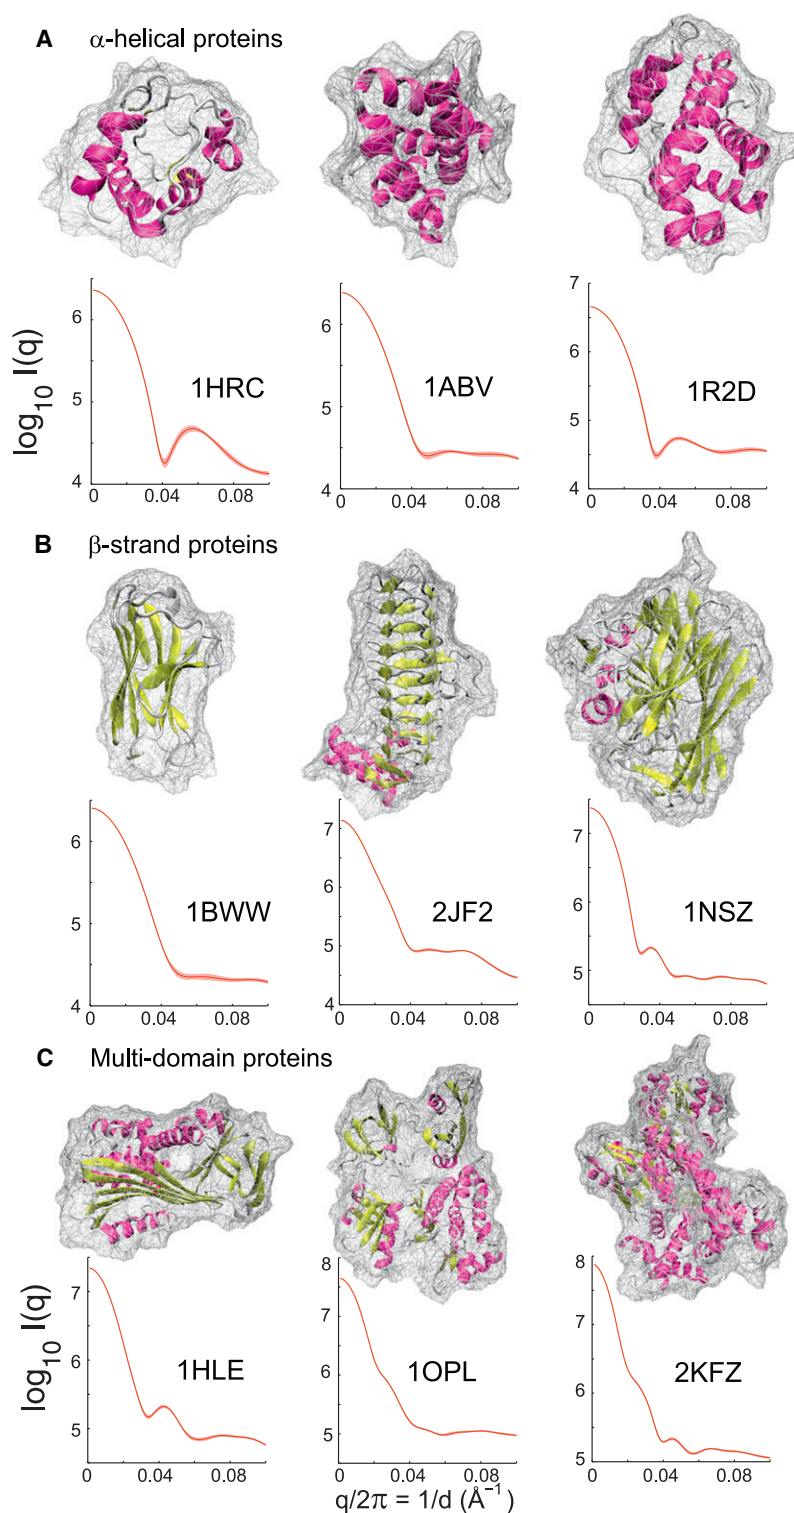 A α-helical proteins
log10 I(q)
6
5
4
0 0.04 0.08
1HRC
6
5
4
0 0.04 0.08
1ABV
7
6
5
4
0 0.04 0.08
1R2D
B β-strand proteins
6
5
4
0 0.04 0.08
1BWW
7
6
5
4
0 0.04 0.08
2JF2
7
6
5
0 0.04 0.08
1NSZ
C Multi-domain proteins
log10 I(q)
7
6
5
0 0.04 0.08
1HLE
8
7
6
5
0 0.04 0.08
1OPL
8
7
6
5
0 0.04 0.08
2KFZ
q/2π = 1/d (Å⁻¹)